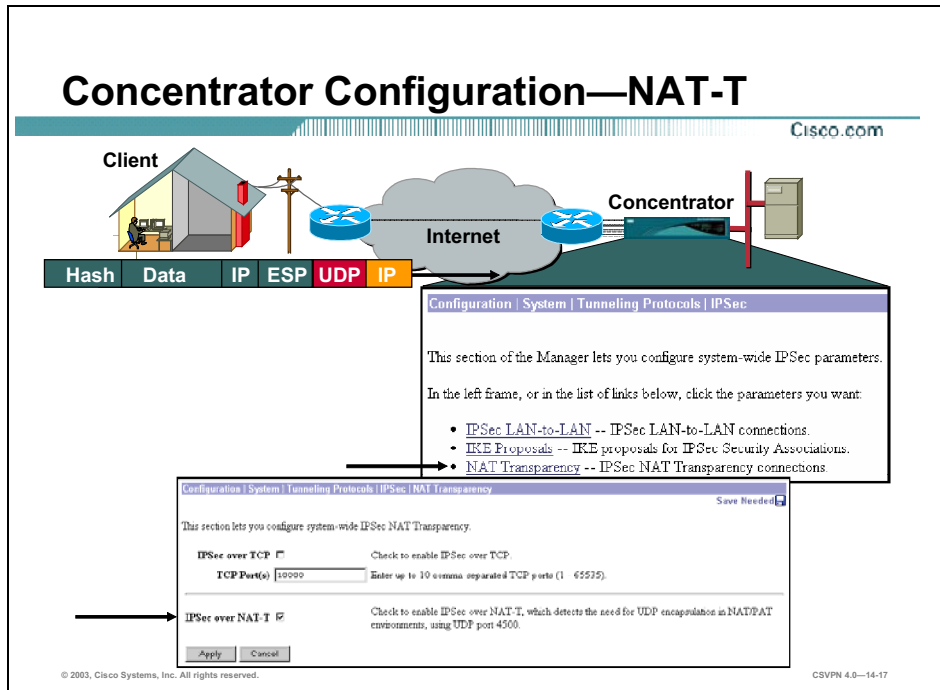 Concentrator Configuration—NAT-T
Cisco.com
Client
Internet
Concentrator
Hash Data IP ESP UDP IP
Configuration | System | Tunneling Protocols | IPSec
This section of the Manager lets you configure system-wide IPSec parameters.
In the left frame, or in the list of links below, click the parameters you want:
• IPSec LAN-to-LAN -- IPSec LAN-to-LAN connections.
• IKE Proposals -- IKE proposals for IPSec Security Associations.
• NAT Transparency -- IPSec NAT Transparency connections.
Configuration | System | Tunneling Protocols | IPSec | NAT Transparency
Save Needed
This section lets you configure system-wide IPSec NAT Transparency.
IPSec over TCP Check to enable IPSec over TCP.
TCP Port(s) 10000 Enter up to 10 comma separated TCP ports (1 - 65535).
IPSec over NAT-T Check to enable IPSec over NAT-T, which detects the need for UDP encapsulation in NAT/PAT
environments, using UDP port 4500.
Apply Cancel
© 2003, Cisco Systems, Inc. All rights reserved.
CSVPN 4.0—14-17